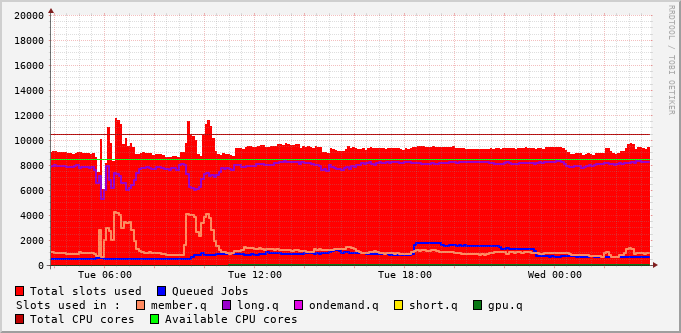 20000
18000
16000
14000
12000
10000
8000
6000
4000
2000
0
Tue 06:00 Tue 12:00 Tue 18:00 Wed 00:00
Total slots used Queued Jobs
Slots used in : member.q long.q ondemand.q short.q gpu.q
Total CPU cores Available CPU cores
RRDTOOL / TOBI OETIKER